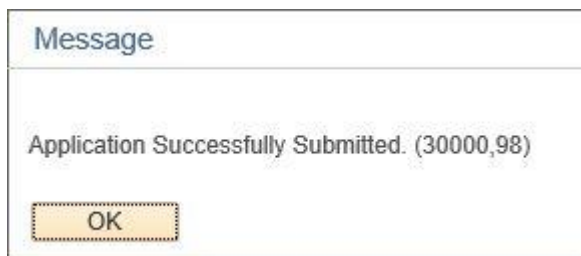 Message
Application Successfully Submitted. (30000,98)
OK